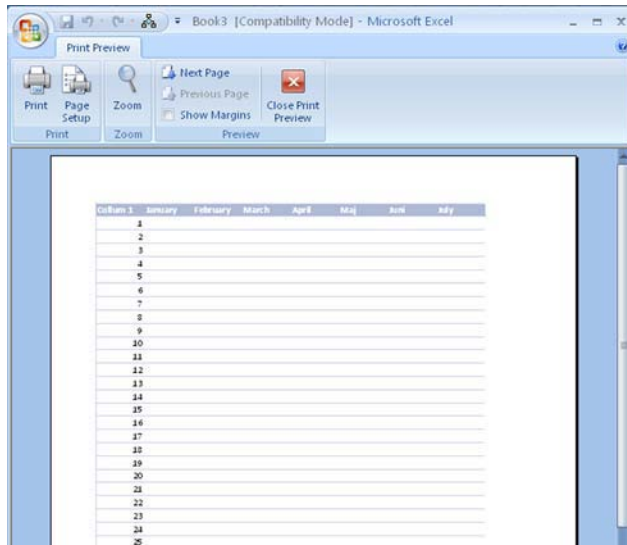 Book3 [Compatibility Mode] - Microsoft Excel
Print Preview
Print
Page Setup
Zoom
Next Page
Previous Page
Show Margins
Close Print Preview
Print
Zoom
Preview
Collum 1 January February March April Maj Juni July
1
2
3
4
5
6
7
8
9
10
11
12
13
14
15
16
17
18
19
20
21
22
23
24
25